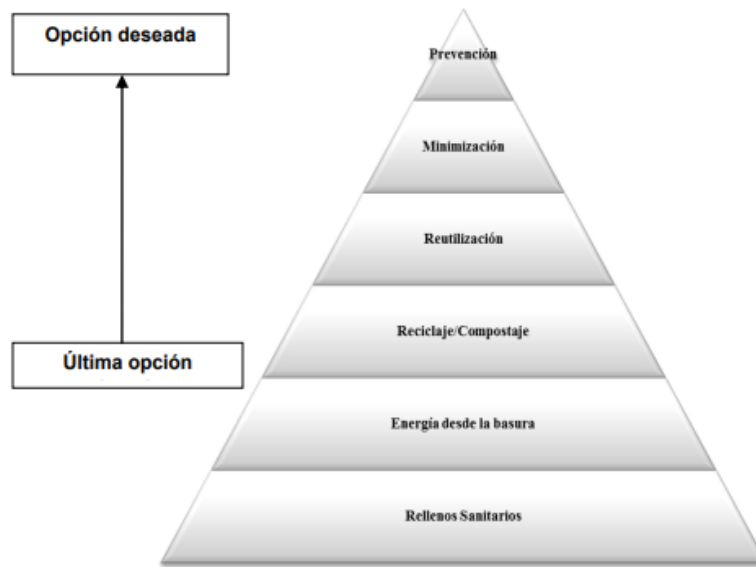 Opción deseada
Última opción
Prevención
Minimización
Reutilización
Reciclaje/Compostaje
Energía desde la basura
Rellenos Sanitarios